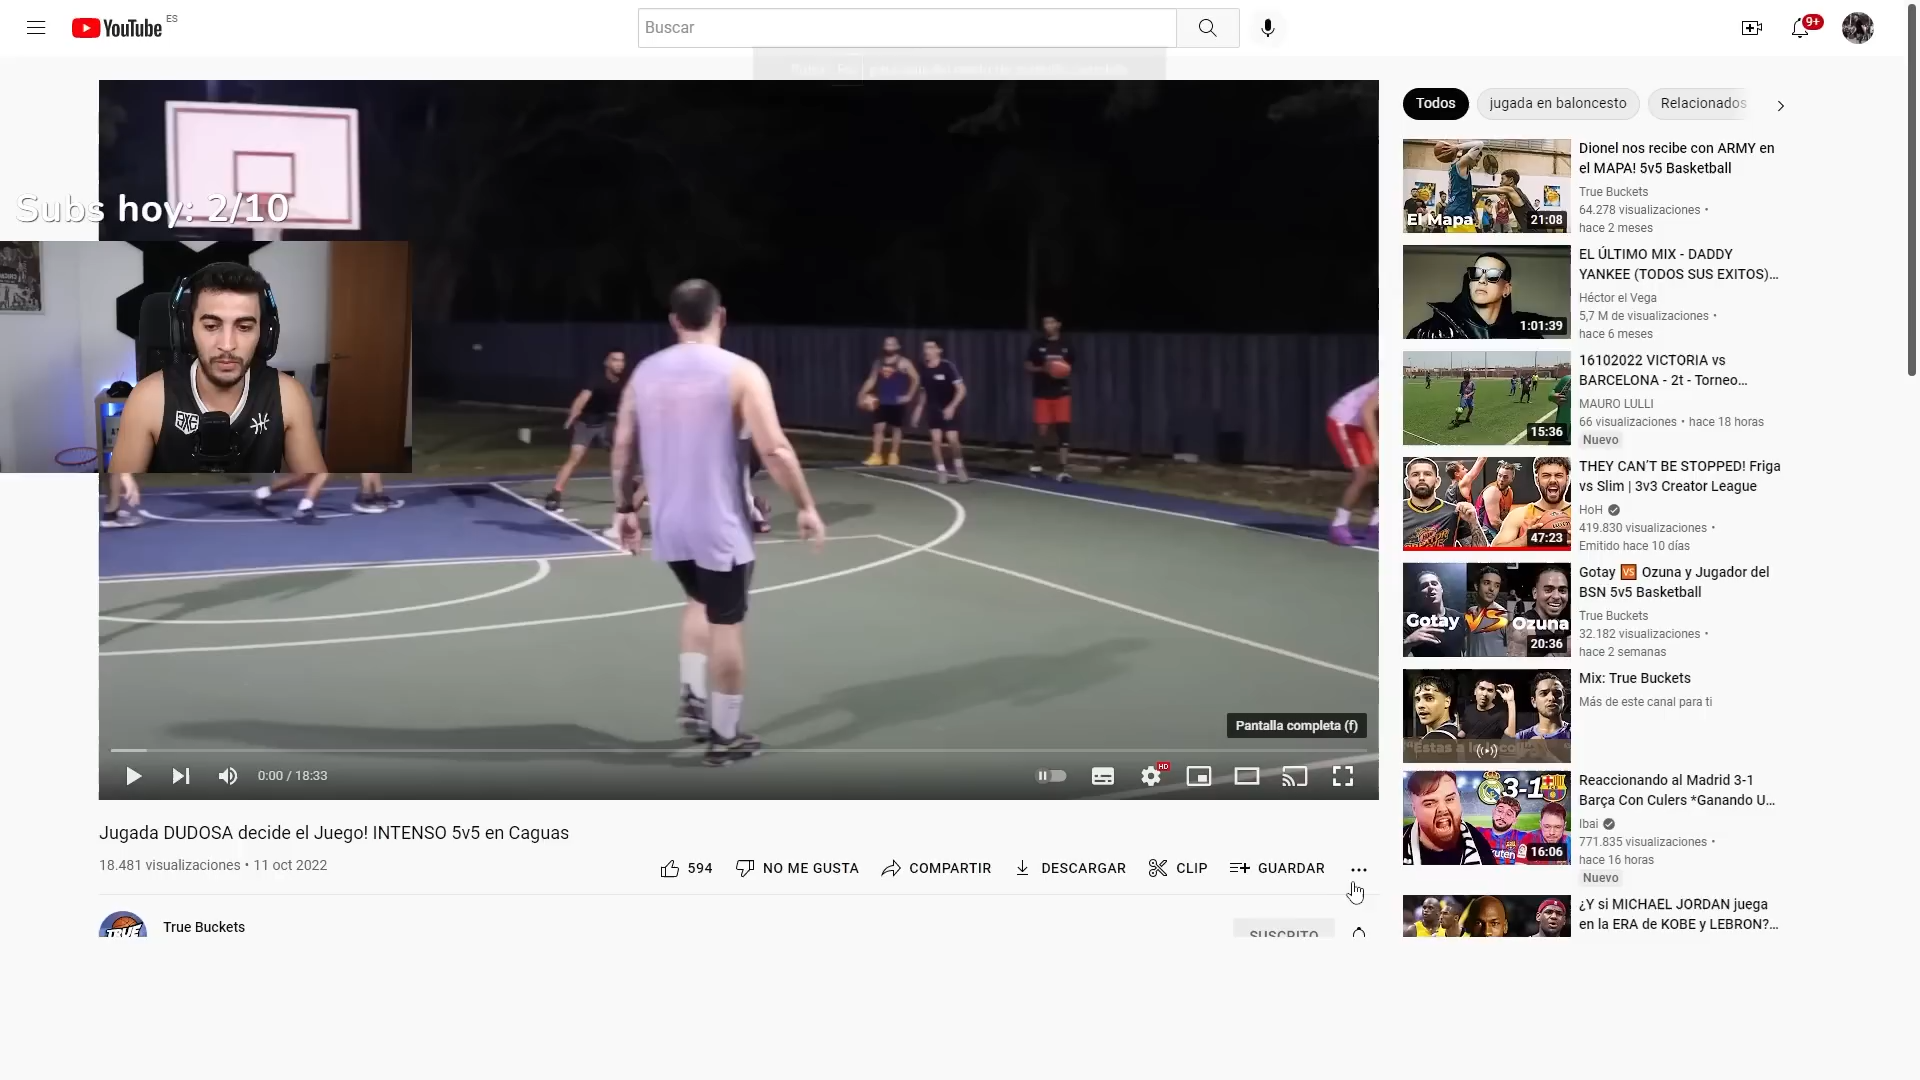 YouTube ES
Buscar
9+
Subs hoy: 2/10
Pantalla completa (f)
0:00 / 18:33
HD
Jugada DUDOSA decide el Juego! INTENSO 5v5 en Caguas
18.481 visualizaciones • 11 oct 2022
594 NO ME GUSTA COMPARTIR DESCARGAR CLIP GUARDAR
TRUE
True Buckets
SUSCRITO
Todos jugada en baloncesto Relacionados
El Mapa
21:08
Dionel nos recibe con ARMY en
el MAPA! 5v5 Basketball
True Buckets
64.278 visualizaciones •
hace 2 meses
1:01:39
EL ÚLTIMO MIX - DADDY
YANKEE (TODOS SUS EXITOS)...
Héctor el Vega
5,7 M de visualizaciones •
hace 6 meses
15:36
16102022 VICTORIA vs
BARCELONA - 2t - Torneo...
MAURO LULLI
66 visualizaciones • hace 18 horas
Nuevo
47:23
THEY CAN'T BE STOPPED! Friga
vs Slim | 3v3 Creator League
HoH
419.830 visualizaciones •
Emitido hace 10 días
Gotay VS Ozuna
20:36
Gotay 🆚 Ozuna y Jugador del
BSN 5v5 Basketball
True Buckets
32.182 visualizaciones •
hace 2 semanas
"Estas a lo loco!!"
Mix: True Buckets
Más de este canal para ti
3-1
16:06
Reaccionando al Madrid 3-1
Barça Con Culers *Ganando U...
Ibai
771.835 visualizaciones •
hace 16 horas
Nuevo
¿Y si MICHAEL JORDAN juega
en la ERA de KOBE y LEBRON?...